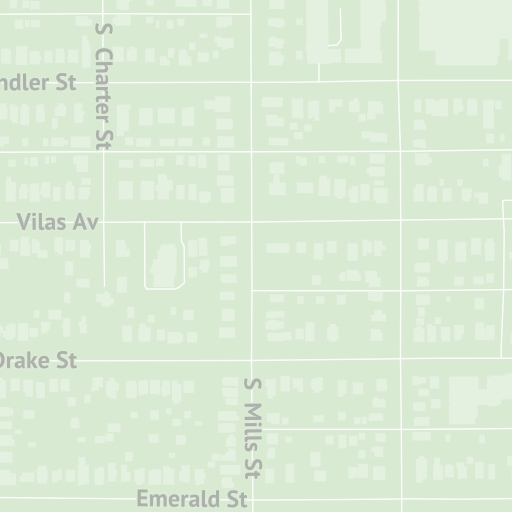 S Charter St
ndler St
Vilas Av
Drake St
S Mills St
Emerald St